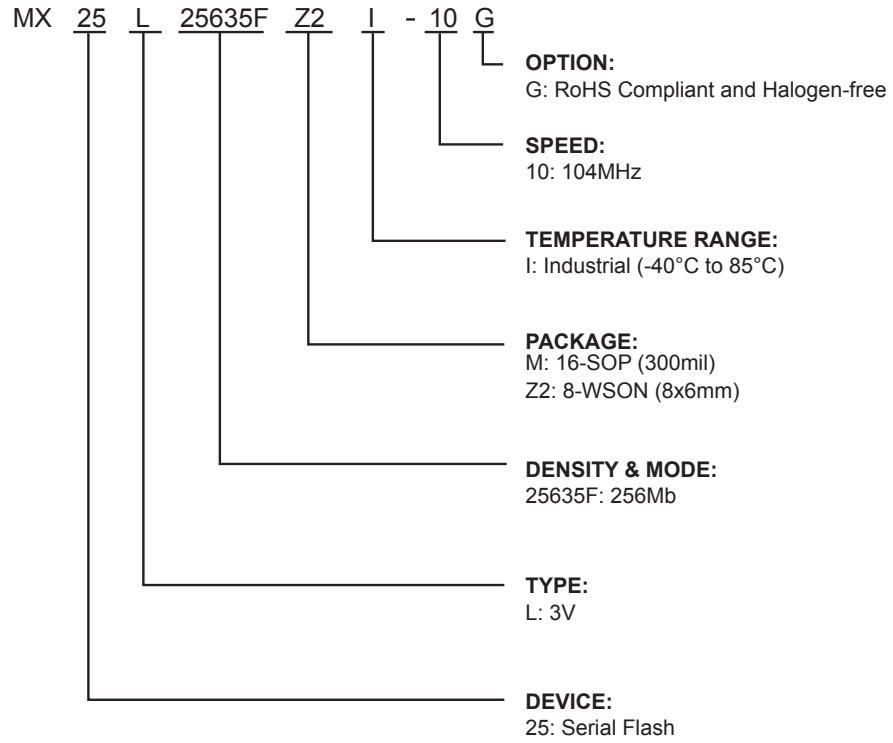 MX 25 L 25635F Z2 I - 10 G
OPTION:
G: RoHS Compliant and Halogen-free
SPEED:
10: 104MHz
TEMPERATURE RANGE:
I: Industrial (-40°C to 85°C)
PACKAGE:
M: 16-SOP (300mil)
Z2: 8-WSON (8x6mm)
DENSITY & MODE:
25635F: 256Mb
TYPE:
L: 3V
DEVICE:
25: Serial Flash